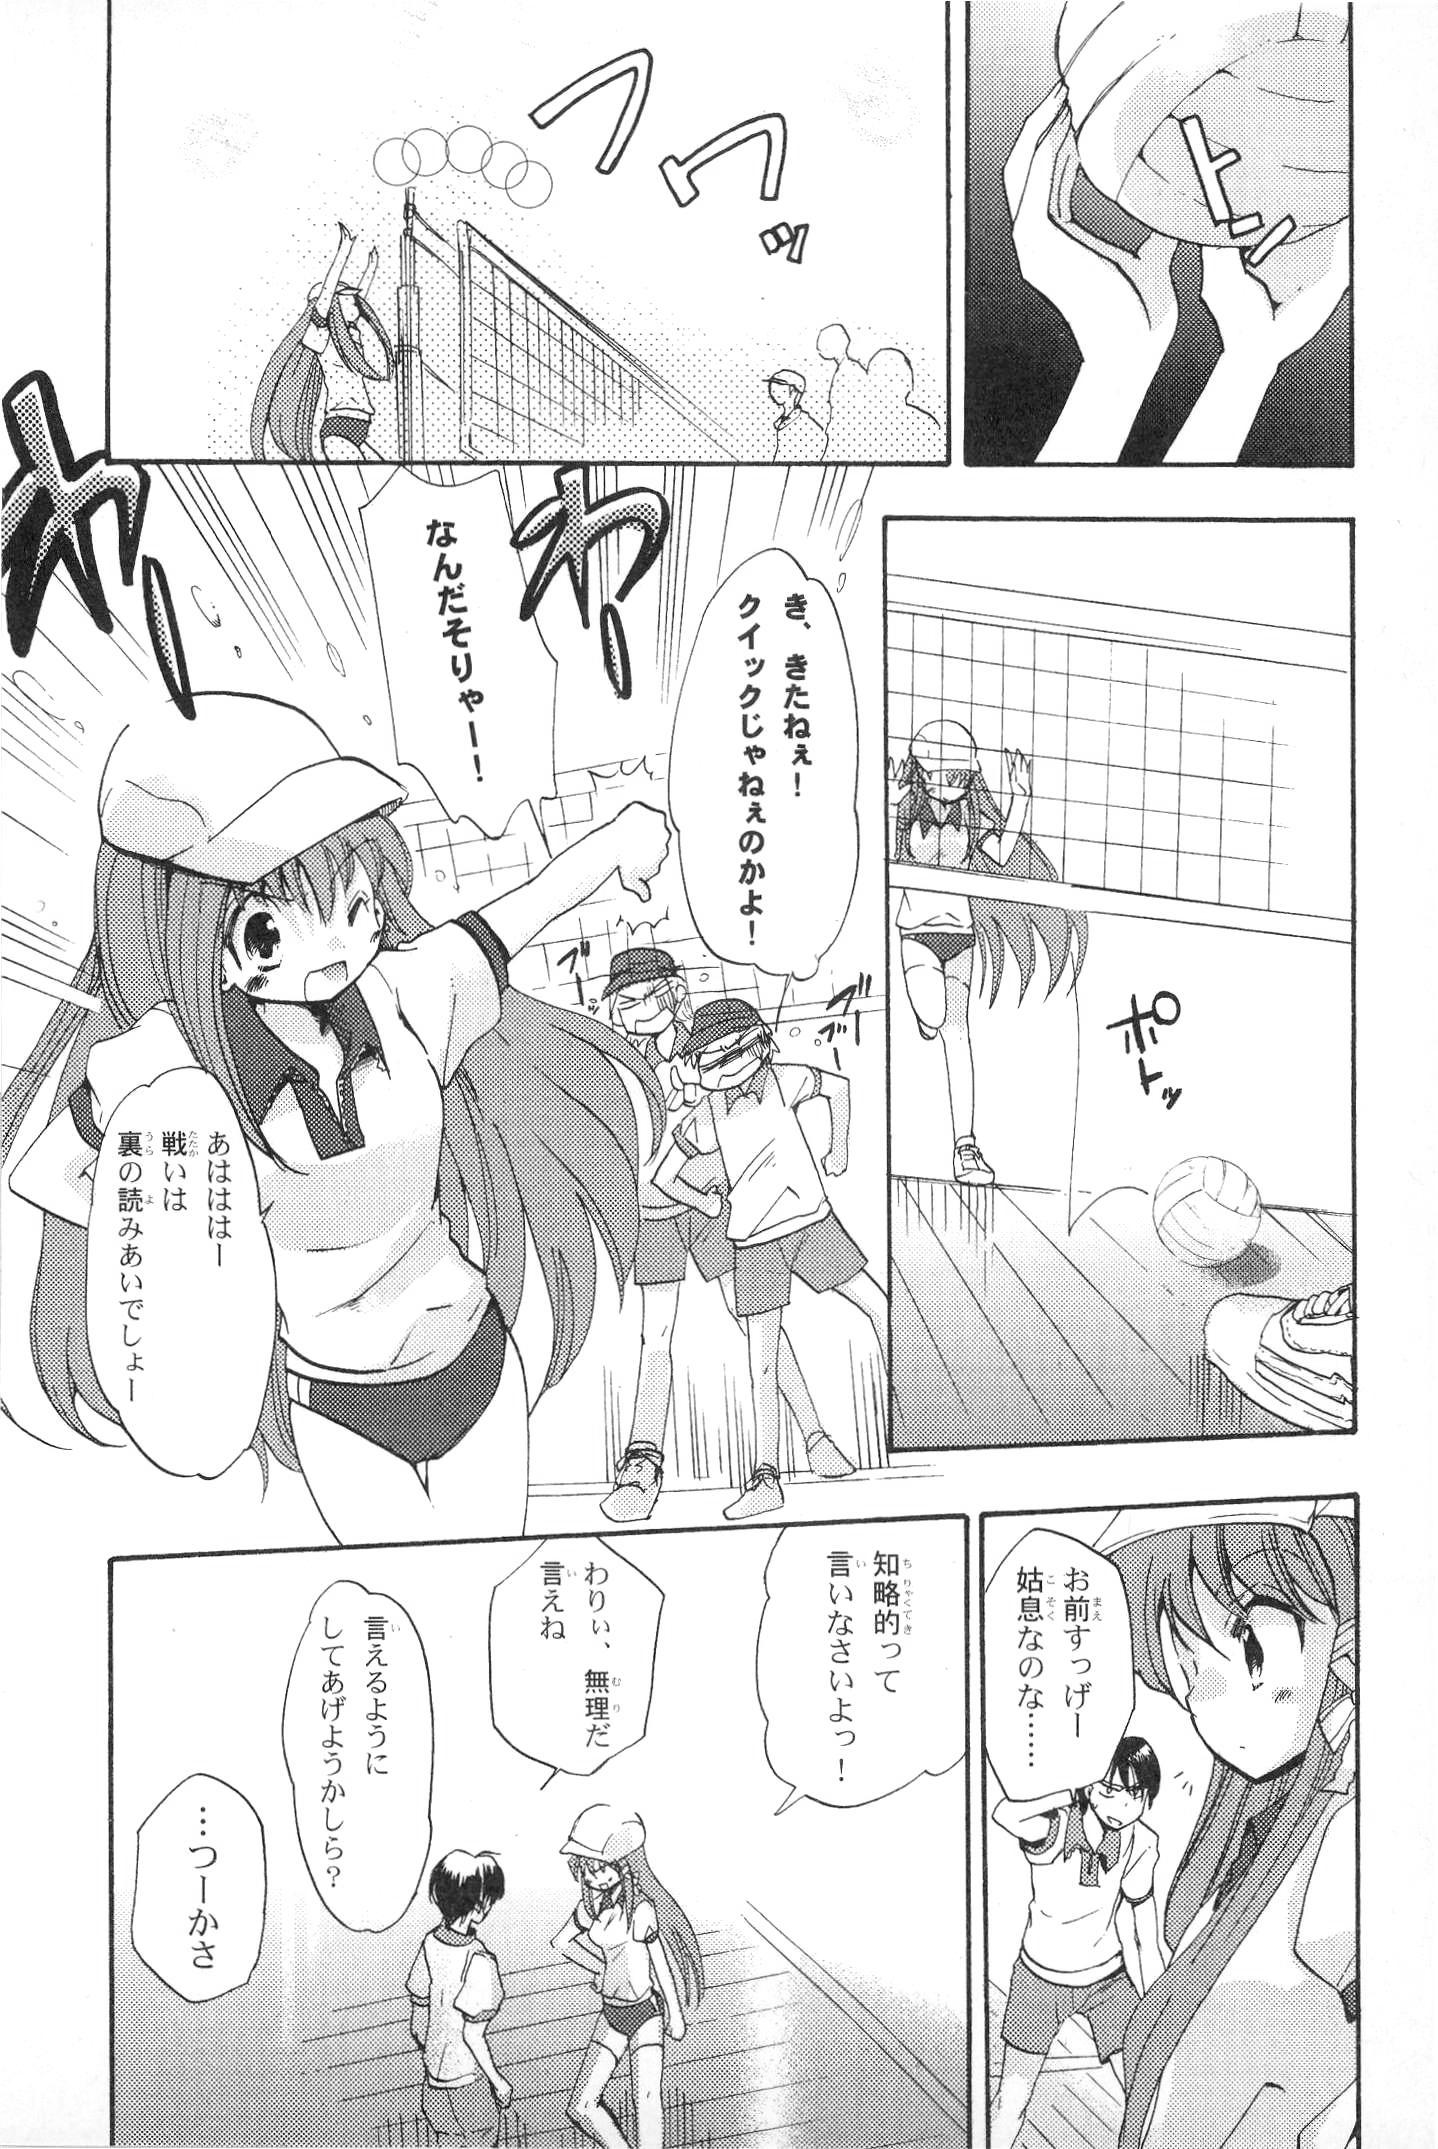 トンッ
フワッ
ポトッ
き、きたねぇ！
クイックじゃねぇのかよ！
ブーブー
ブーブーッ
わー
なんだそりゃー！
わー
あはははー
戦いは
裏の読みあいでしょー
お前すっげー
姑息なのな……
知略的って
言いなさいよっ！
わりぃ、無理だ
言えね
言えるように
してあげようかしら？
…つーかさ